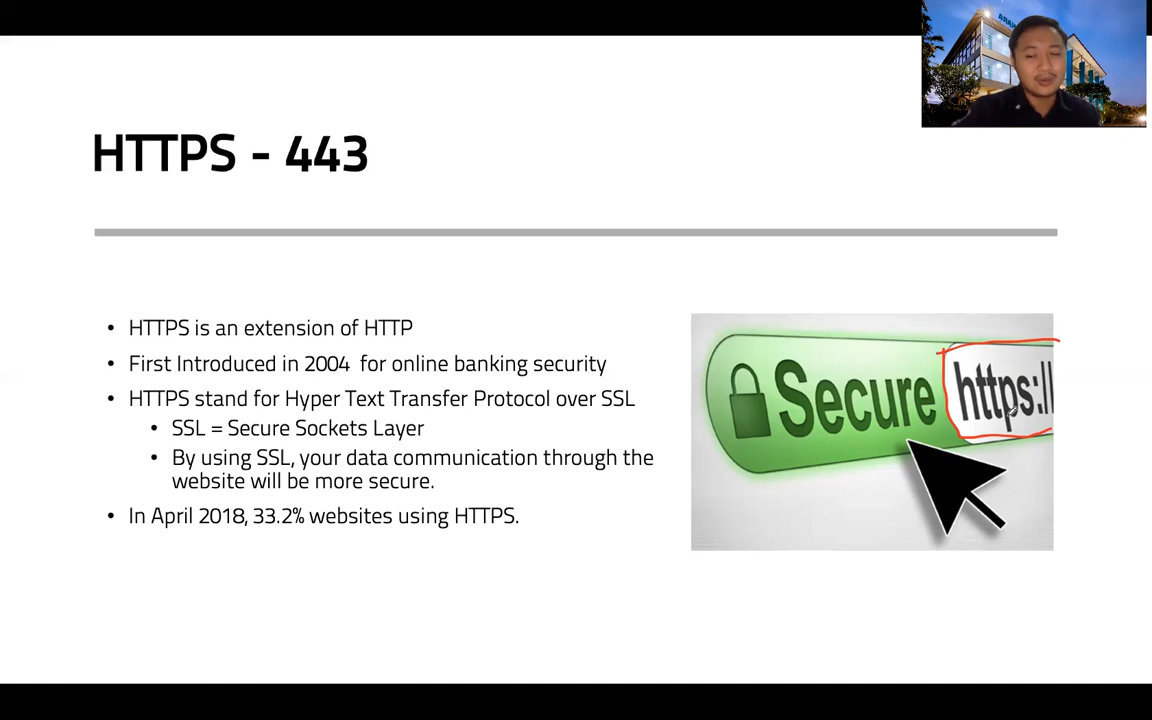 HTTPS - 443
• HTTPS is an extension of HTTP
• First Introduced in 2004 for online banking security
• HTTPS stand for Hyper Text Transfer Protocol over SSL
• SSL = Secure Sockets Layer
• By using SSL, your data communication through the
website will be more secure.
• In April 2018, 33.2% websites using HTTPS.
Secure https://